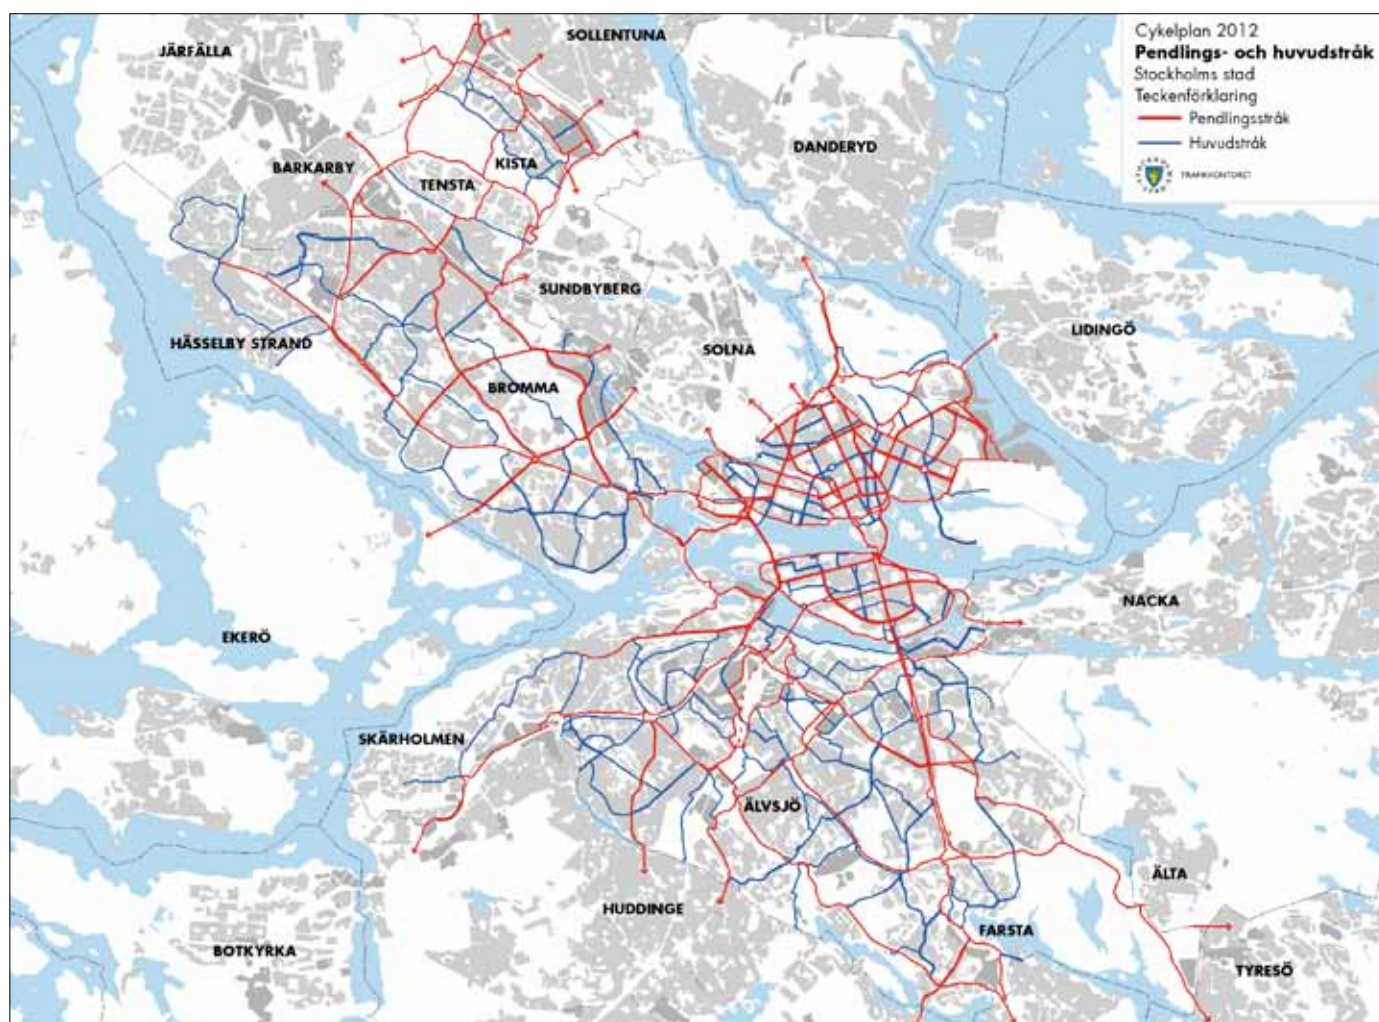 Cykelplan 2012
Pendlings- och huvudstråk
Stockholms stad
Teckenförklaring
Pendlingsstråk
Huvudstråk
TRAFIKKONTORET
SOLLENTUNA
JÄRFÄLLA
DANDERYD
KISTA
BARKARBY
TENSTA
SUNDBYBERG
LIDINGÖ
HÄSSELBY STRAND
SOLNA
BROMMA
NACKA
EKERÖ
SKÄRHOLMEN
ÄLVSJÖ
ÄLTA
HUDDINGE
FARSTA
BOTKYRKA
TYRESÖ